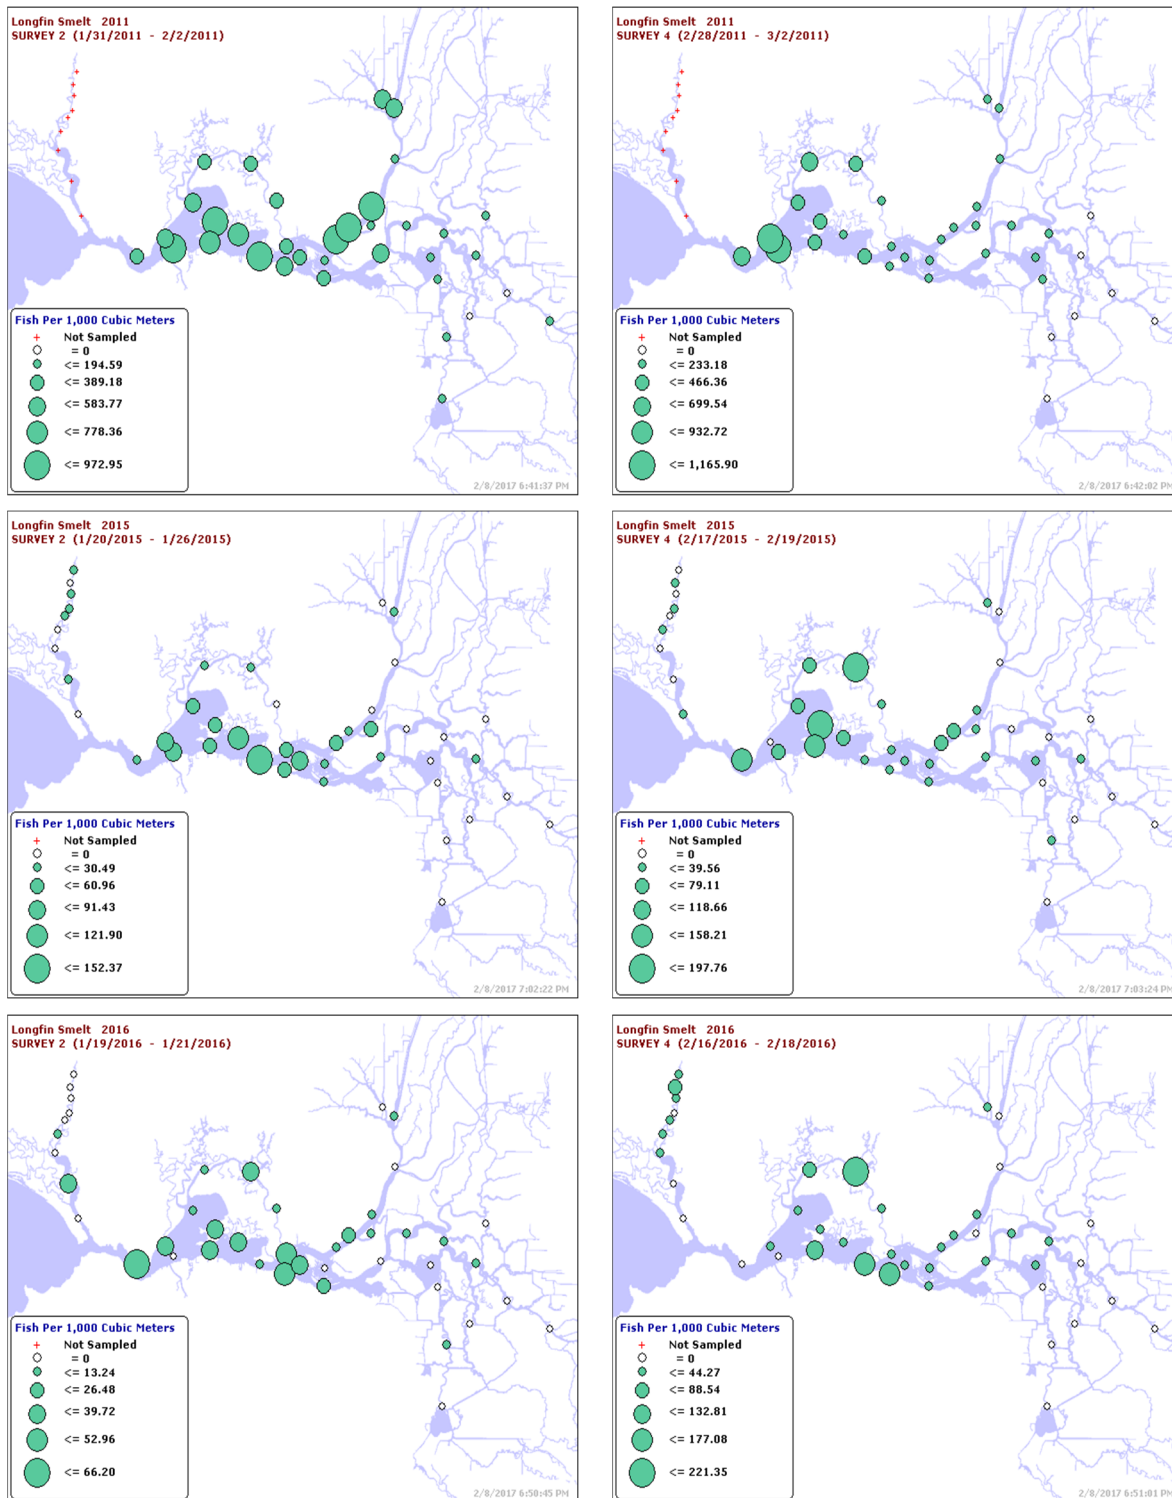 Longfin Smelt 2011
SURVEY 2 (1/31/2011 - 2/2/2011)
Fish Per 1,000 Cubic Meters
Not Sampled
= 0
<= 194.59
<= 389.18
<= 583.77
<= 778.36
<= 972.95
2/8/2017 6:41:37 PM
Longfin Smelt 2011
SURVEY 4 (2/28/2011 - 3/2/2011)
Fish Per 1,000 Cubic Meters
Not Sampled
= 0
<= 233.18
<= 466.36
<= 699.54
<= 932.72
<= 1,165.90
2/8/2017 6:42:02 PM
Longfin Smelt 2015
SURVEY 2 (1/20/2015 - 1/26/2015)
Fish Per 1,000 Cubic Meters
Not Sampled
= 0
<= 30.49
<= 60.96
<= 91.43
<= 121.90
<= 152.37
2/8/2017 7:02:22 PM
Longfin Smelt 2015
SURVEY 4 (2/17/2015 - 2/19/2015)
Fish Per 1,000 Cubic Meters
Not Sampled
= 0
<= 39.56
<= 79.11
<= 118.66
<= 158.21
<= 197.76
2/8/2017 7:03:24 PM
Longfin Smelt 2016
SURVEY 2 (1/19/2016 - 1/21/2016)
Fish Per 1,000 Cubic Meters
Not Sampled
= 0
<= 13.24
<= 26.48
<= 39.72
<= 52.96
<= 66.20
2/8/2017 6:50:45 PM
Longfin Smelt 2016
SURVEY 4 (2/16/2016 - 2/18/2016)
Fish Per 1,000 Cubic Meters
Not Sampled
= 0
<= 44.27
<= 88.54
<= 132.81
<= 177.08
<= 221.35
2/8/2017 6:51:01 PM